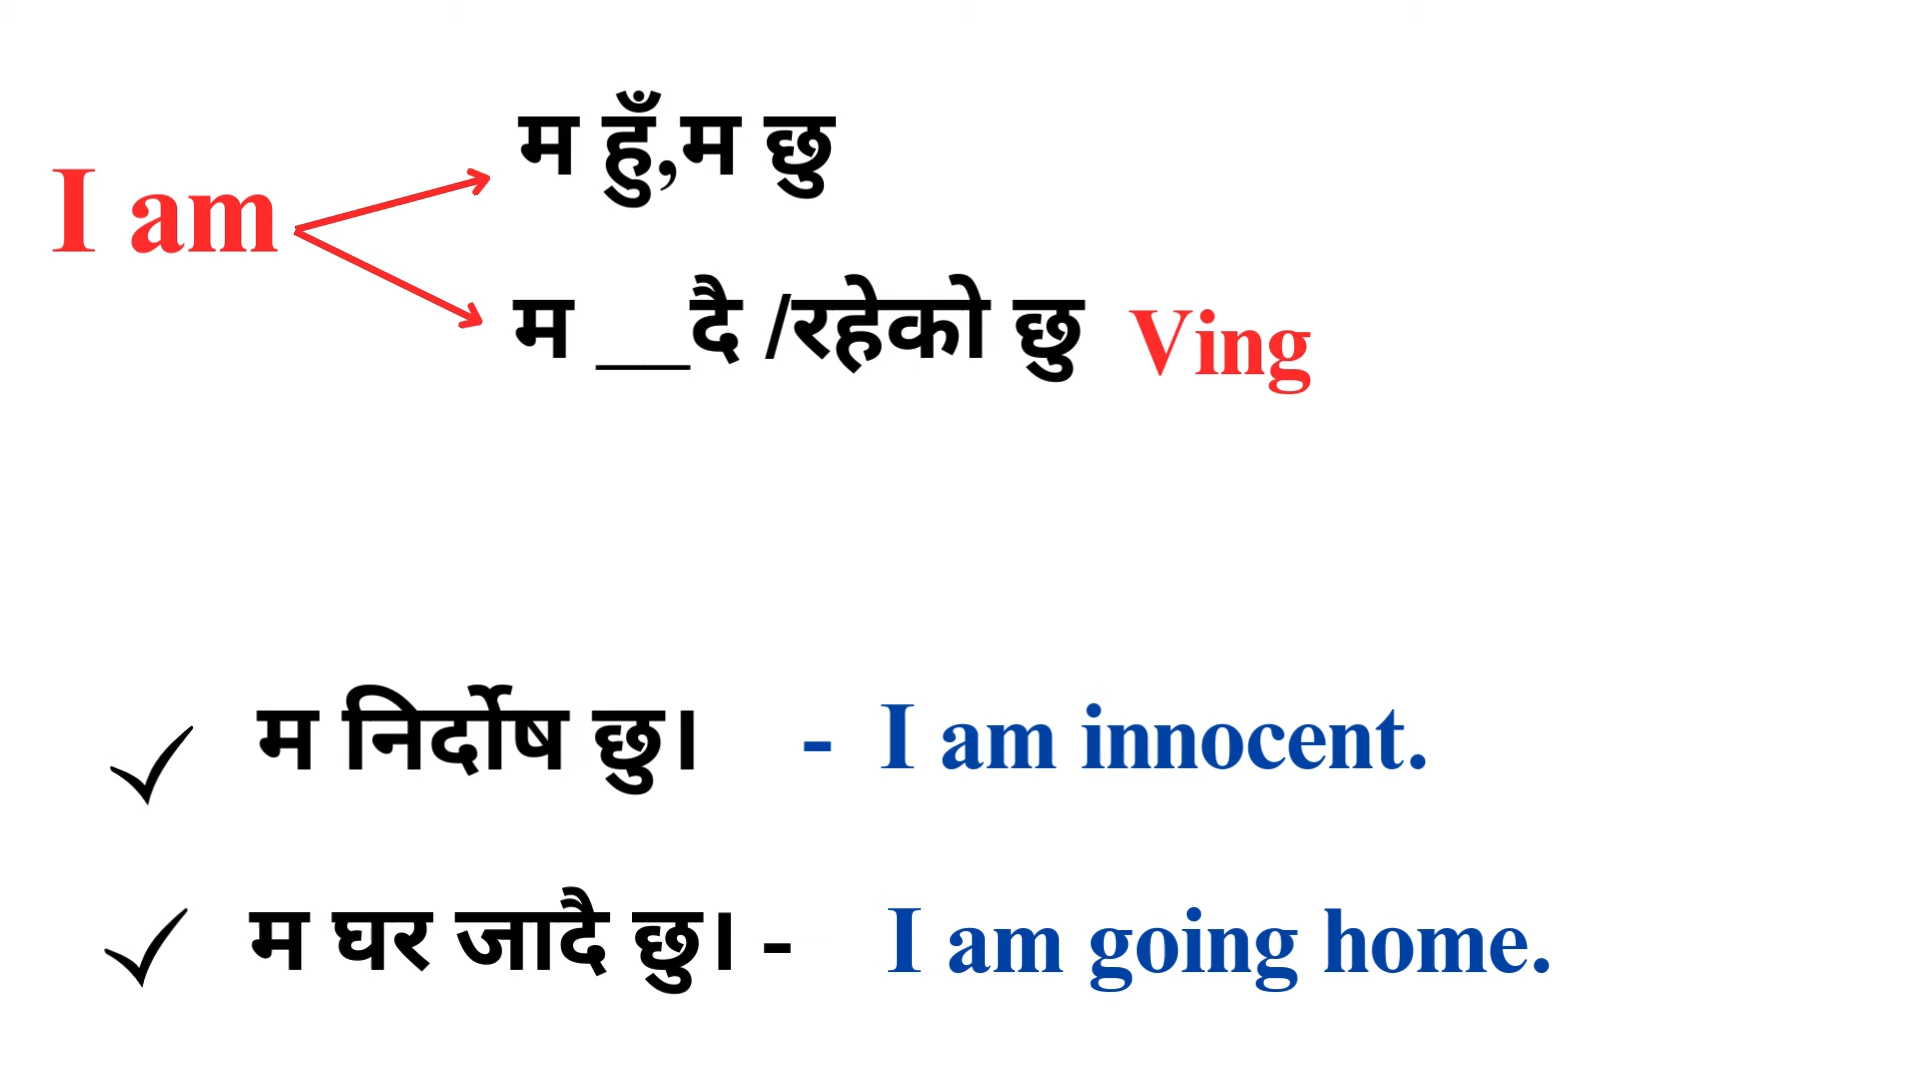 म हुँ,म छु
I am
म __दै /रहेको छु Ving
म निर्दोष छु। - I am innocent.
म घर जादै छु। - I am going home.